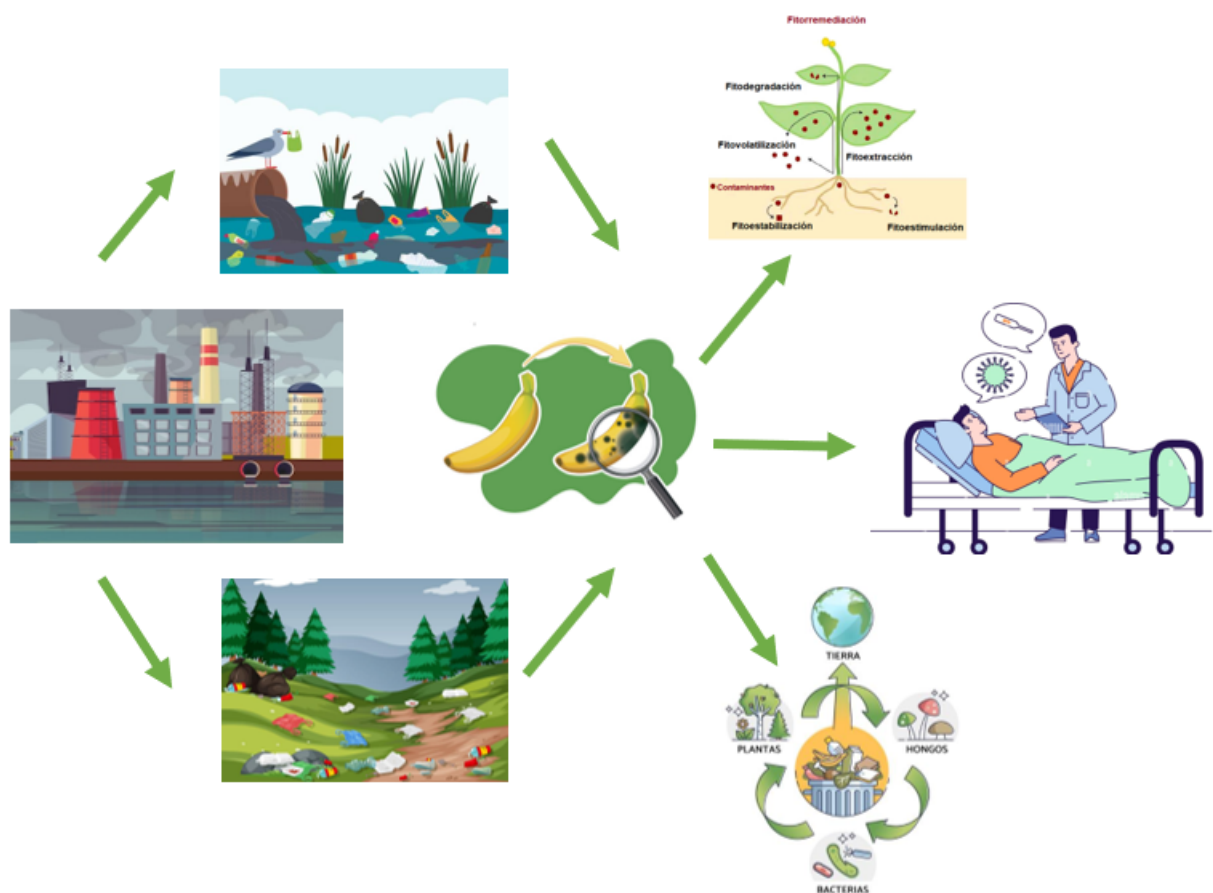 Fitorremediación
Fitodegradación
Fitovolatilización
Fitoextracción
Contaminantes
Fitoestabilización
Fitoestimulación
TIERRA
PLANTAS
HONGOS
BACTERIAS